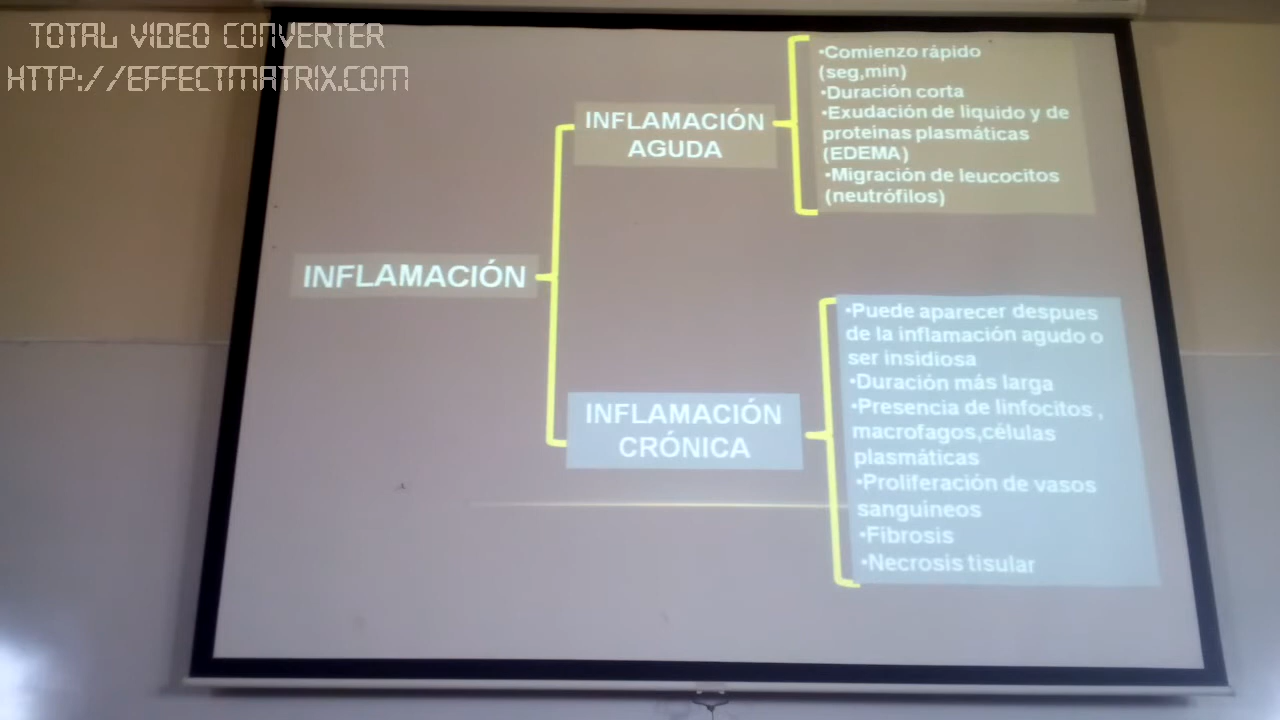 TOTAL VIDEO CONVERTER
HTTP://EFFECTMATRIX.COM
INFLAMACIÓN
INFLAMACIÓN
AGUDA
•Comienzo rápido
(seg,min)
•Duración corta
•Exudación de liquido y de
proteinas plasmáticas
(EDEMA)
•Migración de leucocitos
(neutrófilos)
INFLAMACIÓN
CRÓNICA
•Puede aparecer despues
de la inflamación agudo o
ser insidiosa
•Duración más larga
•Presencia de linfocitos ,
macrofagos,células
plasmáticas
•Proliferación de vasos
sanguineos
•Fibrosis
•Necrosis tisular